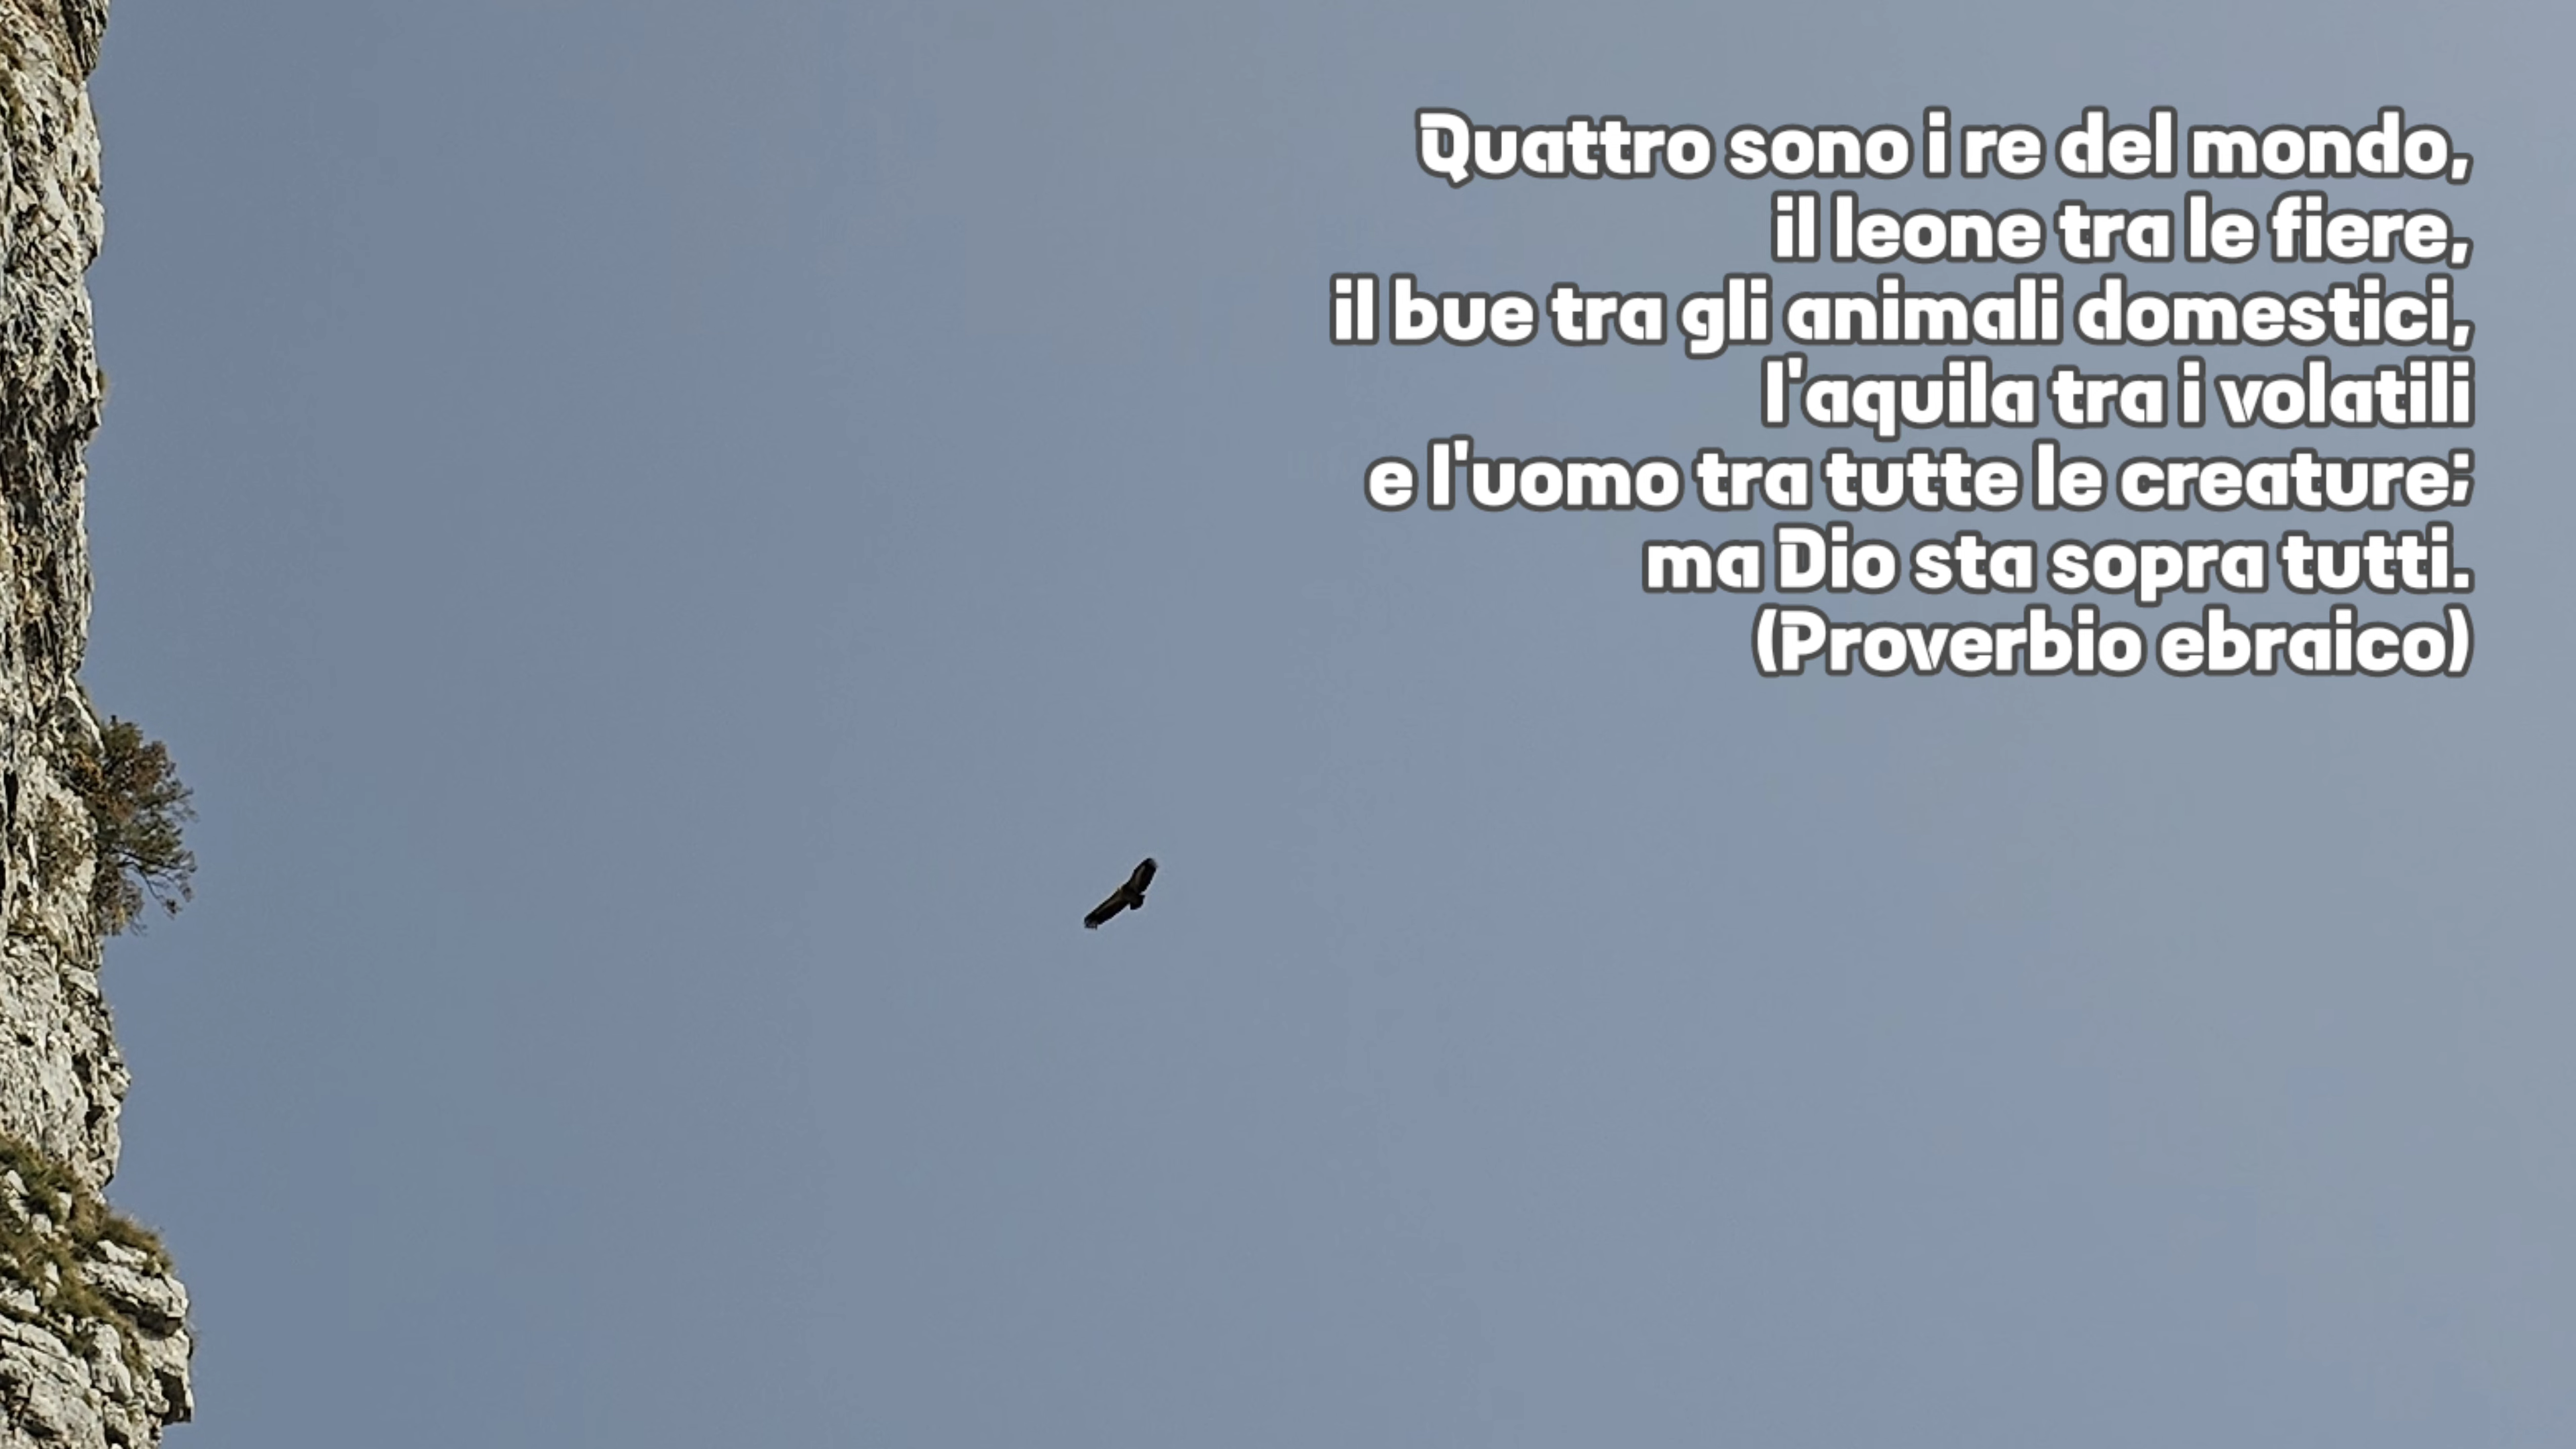 Quattro sono i re del mondo,
il leone tra le fiere,
il bue tra gli animali domestici,
l'aquila tra i volatili
e l'uomo tra tutte le creature;
ma Dio sta sopra tutti.
(Proverbio ebraico)